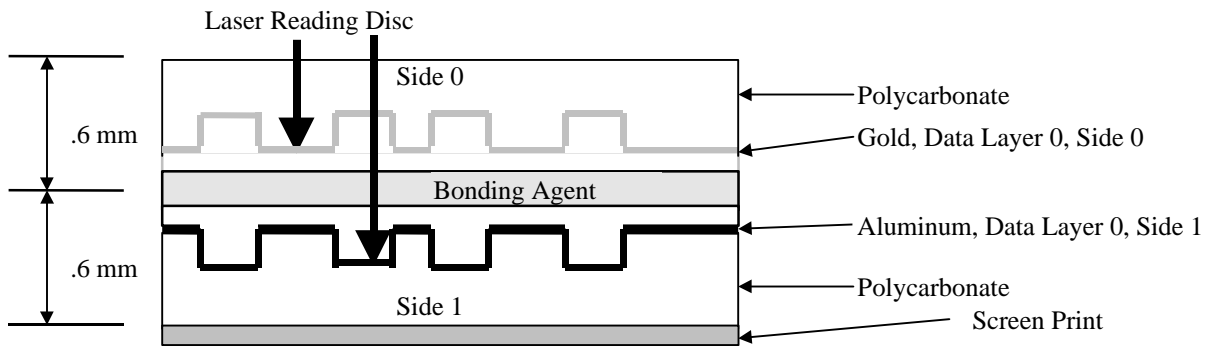 Laser Reading Disc
Side 0
Polycarbonate
.6 mm
Gold, Data Layer 0, Side 0
Bonding Agent
Aluminum, Data Layer 0, Side 1
.6 mm
Polycarbonate
Side 1
Screen Print